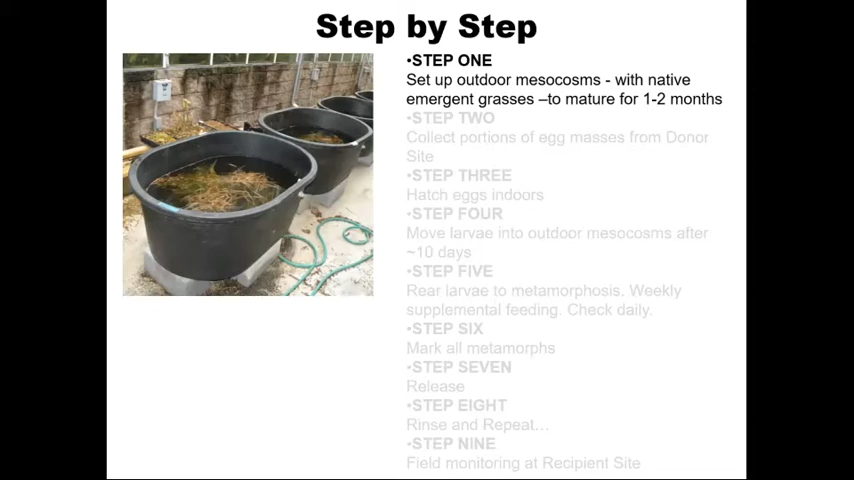 Step by Step
•STEP ONE
Set up outdoor mesocosms - with native
emergent grasses –to mature for 1-2 months
•STEP TWO
Collect portions of egg masses from Donor
Site
•STEP THREE
Hatch eggs indoors
•STEP FOUR
Move larvae into outdoor mesocosms after
~10 days
•STEP FIVE
Rear larvae to metamorphosis. Weekly
supplemental feeding. Check daily.
•STEP SIX
Mark all metamorphs
•STEP SEVEN
Release
•STEP EIGHT
Rinse and Repeat…
•STEP NINE
Field monitoring at Recipient Site